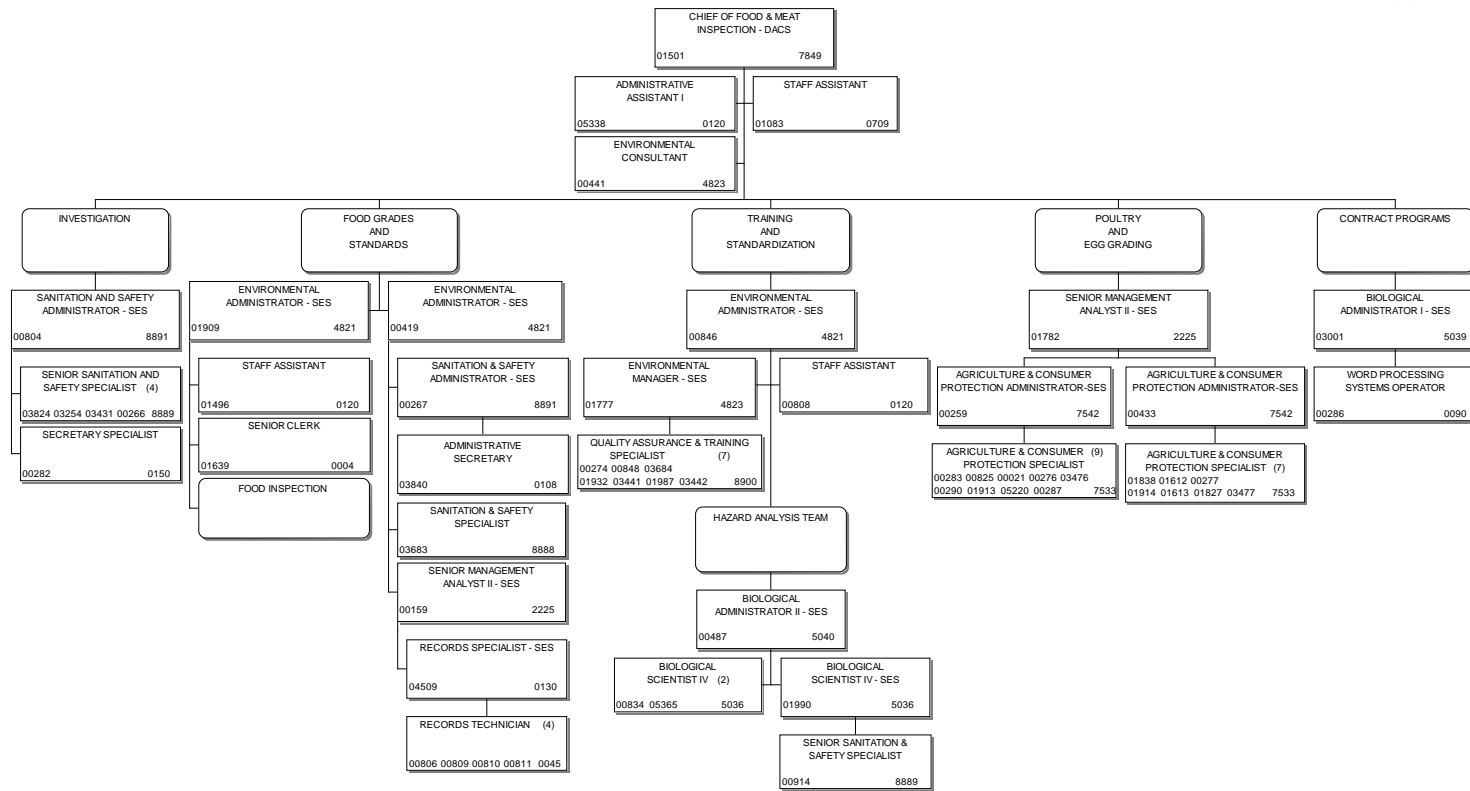 CHIEF OF FOOD & MEAT
INSPECTION - DACS
01501 7849
ADMINISTRATIVE
ASSISTANT I
05338 0120
STAFF ASSISTANT
01083 0709
ENVIRONMENTAL
CONSULTANT
00441 4823
INVESTIGATION
SANITATION AND SAFETY
ADMINISTRATOR - SES
00804 8891
SENIOR SANITATION AND
SAFETY SPECIALIST (4)
03824 03254 03431 00266 8889
SECRETARY SPECIALIST
00282 0150
FOOD GRADES
AND
STANDARDS
ENVIRONMENTAL
ADMINISTRATOR - SES
01909 4821
STAFF ASSISTANT
01496 0120
SENIOR CLERK
01639 0004
FOOD INSPECTION
ENVIRONMENTAL
ADMINISTRATOR - SES
00419 4821
SANITATION & SAFETY
ADMINISTRATOR - SES
00267 8891
ADMINISTRATIVE
SECRETARY
03840 0108
SANITATION & SAFETY
SPECIALIST
03683 8888
SENIOR MANAGEMENT
ANALYST II - SES
00159 2225
RECORDS SPECIALIST - SES
04509 0130
RECORDS TECHNICIAN (4)
00806 00809 00810 00811 0045
TRAINING
AND
STANDARDIZATION
ENVIRONMENTAL
ADMINISTRATOR - SES
00846 4821
ENVIRONMENTAL
MANAGER - SES
01777 4823
STAFF ASSISTANT
00808 0120
QUALITY ASSURANCE & TRAINING
SPECIALIST (7)
00274 00848 03684
01932 03441 01987 03442 8900
HAZARD ANALYSIS TEAM
BIOLOGICAL
ADMINISTRATOR II - SES
00487 5040
BIOLOGICAL
SCIENTIST IV (2)
00834 05365 5036
BIOLOGICAL
SCIENTIST IV - SES
01990 5036
SENIOR SANITATION &
SAFETY SPECIALIST
00914 8889
POULTRY
AND
EGG GRADING
SENIOR MANAGEMENT
ANALYST II - SES
01782 2225
AGRICULTURE & CONSUMER
PROTECTION ADMINISTRATOR-SES
00259 7542
AGRICULTURE & CONSUMER (9)
PROTECTION SPECIALIST
00283 00825 00021 00276 03476
00290 01913 05220 00287 7533
AGRICULTURE & CONSUMER
PROTECTION ADMINISTRATOR-SES
00433 7542
AGRICULTURE & CONSUMER
PROTECTION SPECIALIST (7)
01838 01612 00277
01914 01613 01827 03477 7533
CONTRACT PROGRAMS
BIOLOGICAL
ADMINISTRATOR I - SES
03001 5039
WORD PROCESSING
SYSTEMS OPERATOR
00286 0090